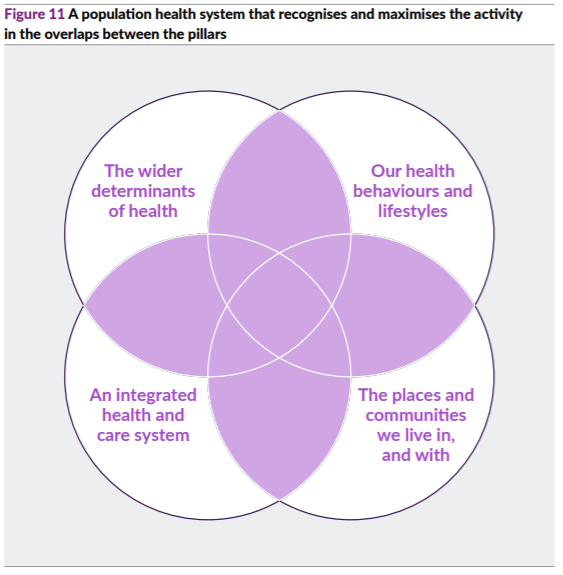 Figure 11 A population health system that recognises and maximises the activity
in the overlaps between the pillars
The wider
determinants
of health
Our health
behaviours and
lifestyles
An integrated
health and
care system
The places and
communities
we live in,
and with